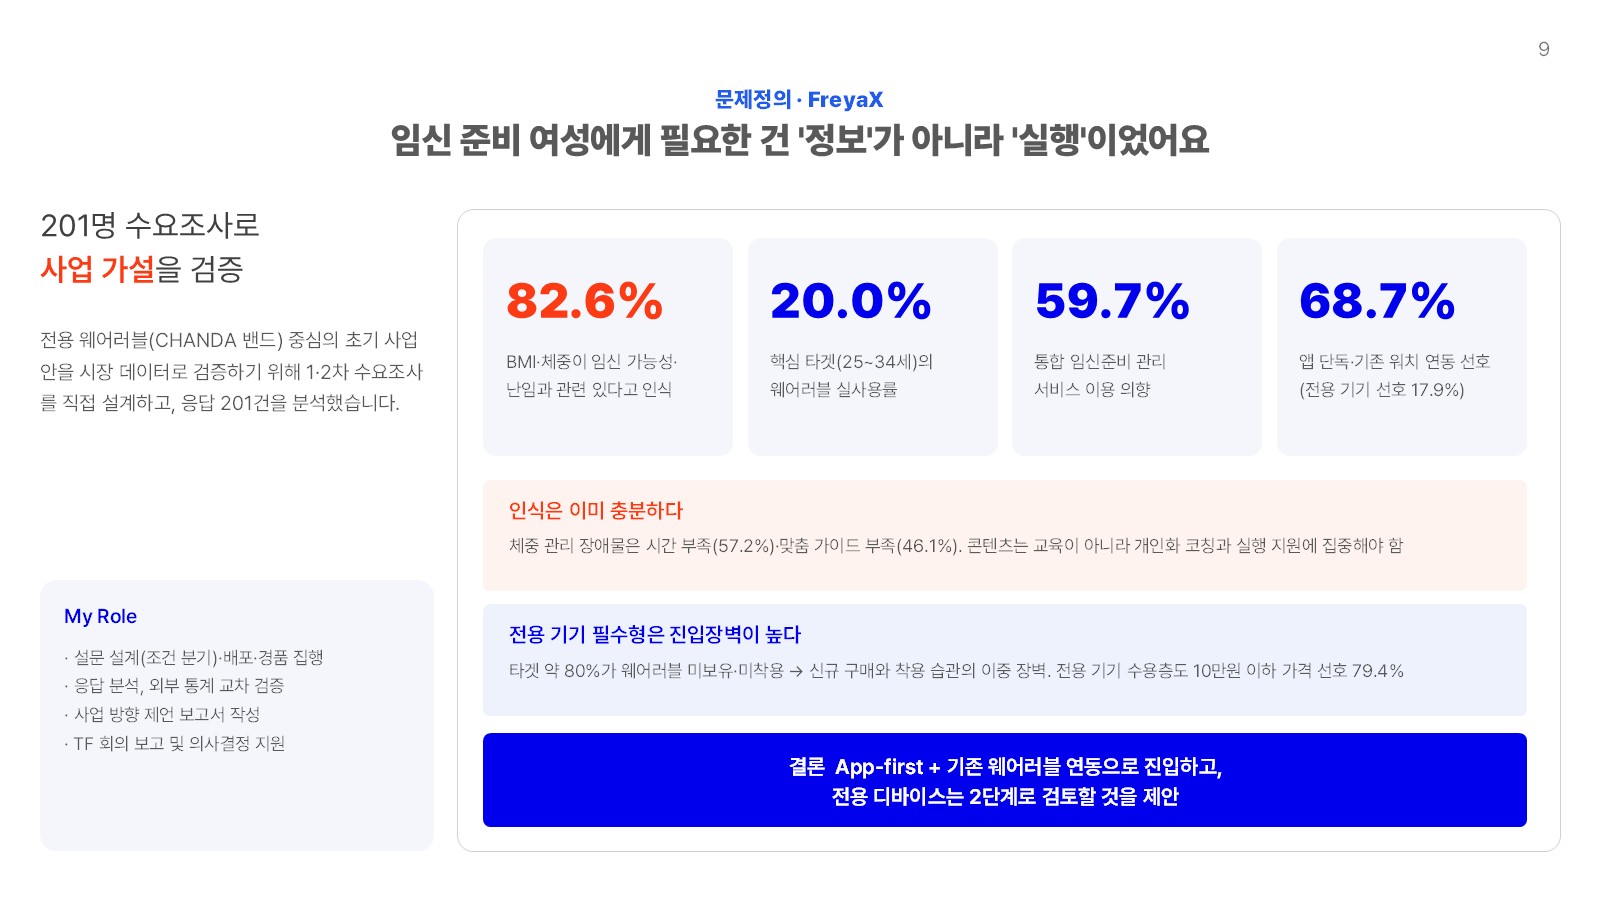 9
문제정의 · FreyaX
임신 준비 여성에게 필요한 건 '정보'가 아니라 '실행'이었어요
201명 수요조사로
사업 가설을 검증
전용 웨어러블(CHANDA 밴드) 중심의 초기 사업
안을 시장 데이터로 검증하기 위해 1·2차 수요조사
를 직접 설계하고, 응답 201건을 분석했습니다.
My Role
· 설문 설계(조건 분기)·배포·경품 집행
· 응답 분석, 외부 통계 교차 검증
· 사업 방향 제언 보고서 작성
· TF 회의 보고 및 의사결정 지원
82.6%
BMI·체중이 임신 가능성·
난임과 관련 있다고 인식
20.0%
핵심 타겟(25~34세)의
웨어러블 실사용률
59.7%
통합 임신준비 관리
서비스 이용 의향
68.7%
앱 단독·기존 워치 연동 선호
(전용 기기 선호 17.9%)
인식은 이미 충분하다
체중 관리 장애물은 시간 부족(57.2%)·맞춤 가이드 부족(46.1%). 콘텐츠는 교육이 아니라 개인화 코칭과 실행 지원에 집중해야 함
전용 기기 필수형은 진입장벽이 높다
타겟 약 80%가 웨어러블 미보유·미착용 → 신규 구매와 착용 습관의 이중 장벽. 전용 기기 수용층도 10만원 이하 가격 선호 79.4%
결론 App-first + 기존 웨어러블 연동으로 진입하고,
전용 디바이스는 2단계로 검토할 것을 제안